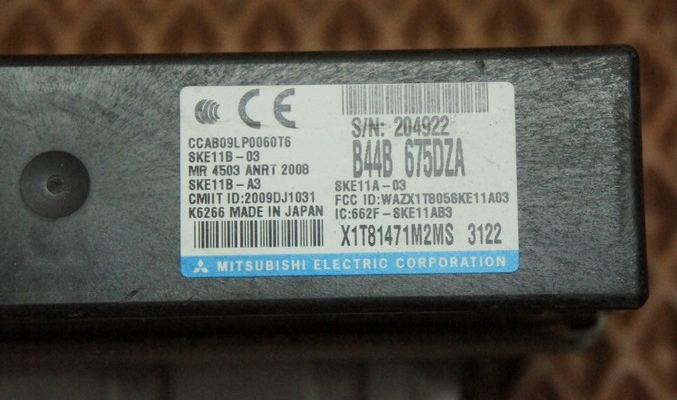 CCC CE
S/N: 204922
CCAB09LP0060T6
B44B 675DZA
SKE11B-03
MR 4503 ANRT 2008
SKE11B-A3
SKE11A-03
CMIIT ID:2009DJ1031
FCC ID:WAZX1T805SKE11A03
K6266 MADE IN JAPAN
IC:662F-SKE11AB3
X1T81471M2MS 3122
MITSUBISHI ELECTRIC CORPORATION